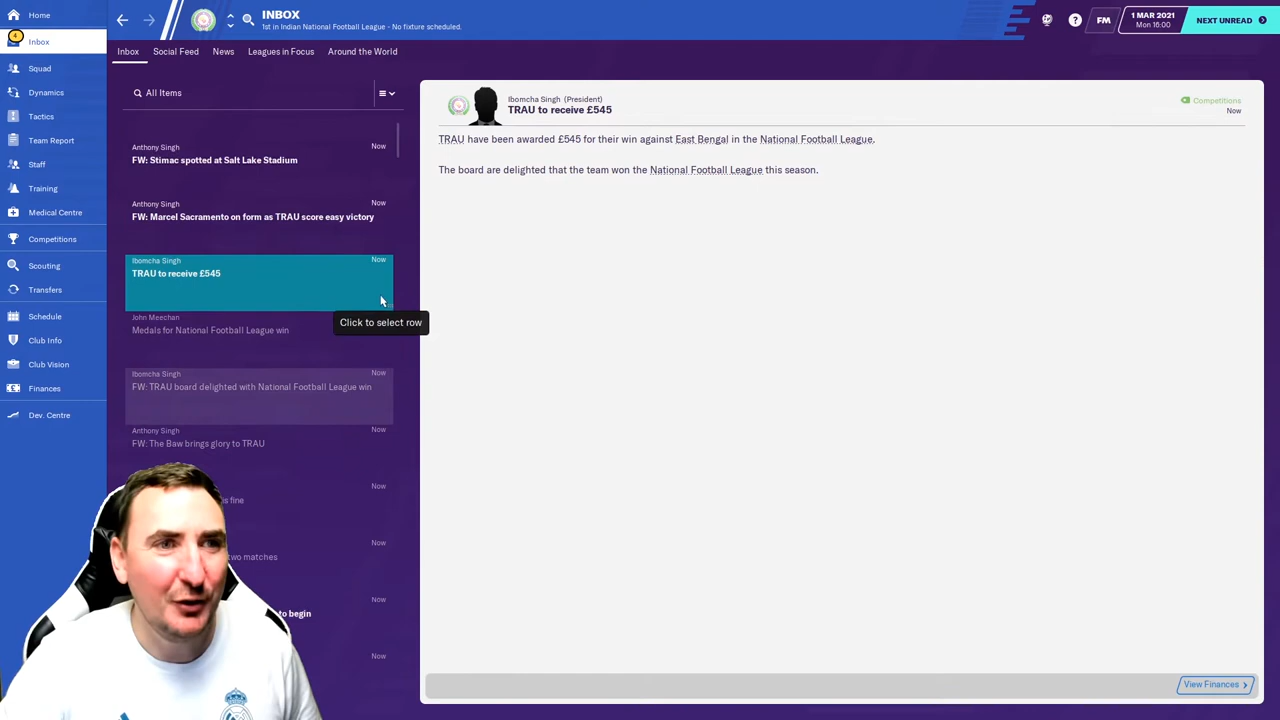 Home
INBOX
1st in Indian National Football League - No fixture scheduled.
?
FM
1 MAR 2021
Mon 16:00
NEXT UNREAD
4
Inbox
Squad
Dynamics
Tactics
Team Report
Staff
Training
Medical Centre
Competitions
Scouting
Transfers
Schedule
Club Info
Club Vision
Finances
Dev. Centre
Inbox
Social Feed
News
Leagues in Focus
Around the World
All Items
Anthony Singh
Now
FW: Stimac spotted at Salt Lake Stadium
Anthony Singh
Now
FW: Marcel Sacramento on form as TRAU score easy victory
Ibomcha Singh
Now
TRAU to receive £545
John Meechan
Now
Medals for National Football League win
Click to select row
Ibomcha Singh
Now
FW: TRAU board delighted with National Football League win
Anthony Singh
Now
FW: The Baw brings glory to TRAU
Now
is fine
Now
two matches
Now
to begin
Now
Ibomcha Singh (President)
TRAU to receive £545
Competitions
Now
TRAU have been awarded £545 for their win against East Bengal in the National Football League.
The board are delighted that the team won the National Football League this season.
View Finances